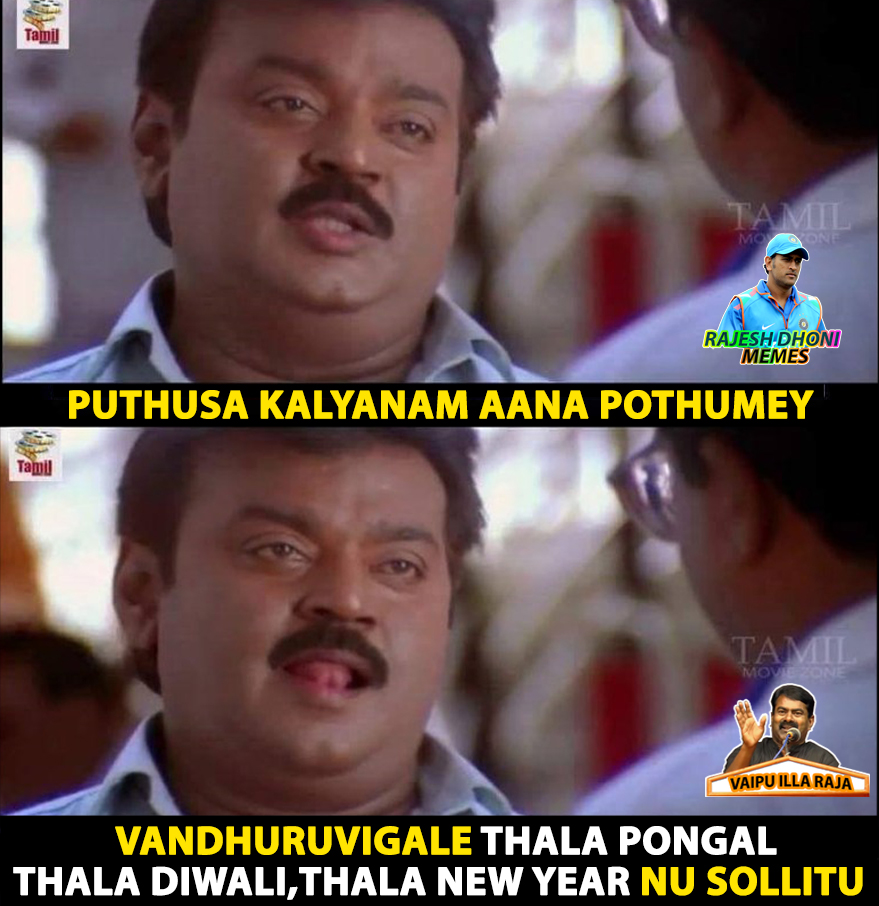 Tamil
TAMIL
MOVIE ZONE
RAJESH DHONI
MEMES
PUTHUSA KALYANAM AANA POTHUMEY
Tamil
TAMIL
MOVIE ZONE
VAIPU ILLA RAJA
VANDHURUVIGALE THALA PONGAL
THALA DIWALI,THALA NEW YEAR NU SOLLITU